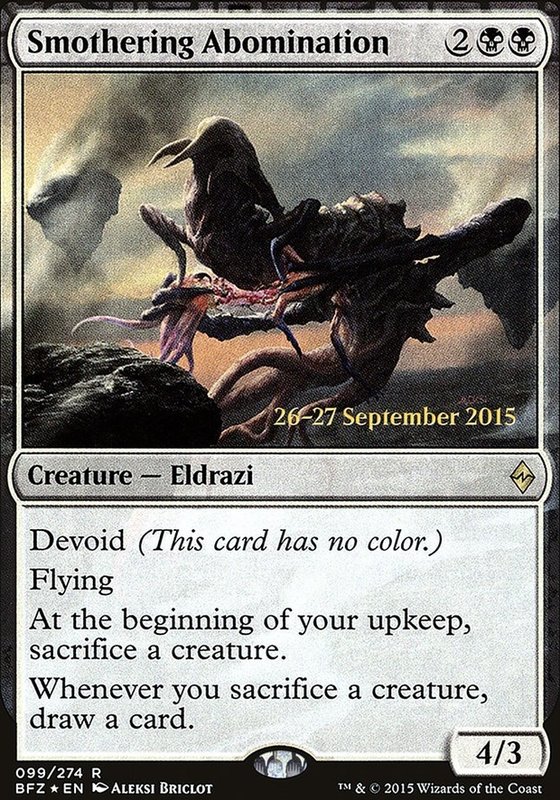 Smothering Abomination 2
26–27 September 2015
Creature — Eldrazi
Devoid (This card has no color.)
Flying
At the beginning of your upkeep,
sacrifice a creature.
Whenever you sacrifice a creature,
draw a card.
4/3
099/274 R
BFZ ★ EN Aleksi Briclot
™ & © 2015 Wizards of the Coast